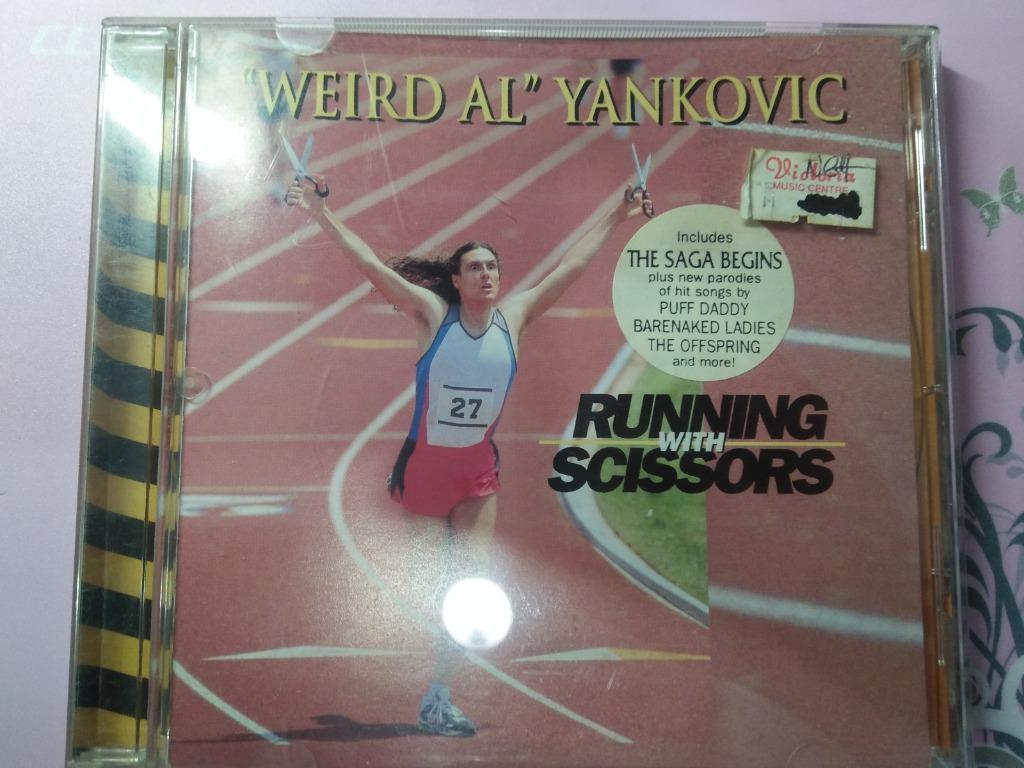 "WEIRD AL" YANKOVIC
Victoria
MUSIC CENTRE
Includes
THE SAGA BEGINS
plus new parodies
of hit songs by
PUFF DADDY
BARENAKED LADIES
THE OFFSPRING
and more!
27
RUNNING
WITH
SCISSORS